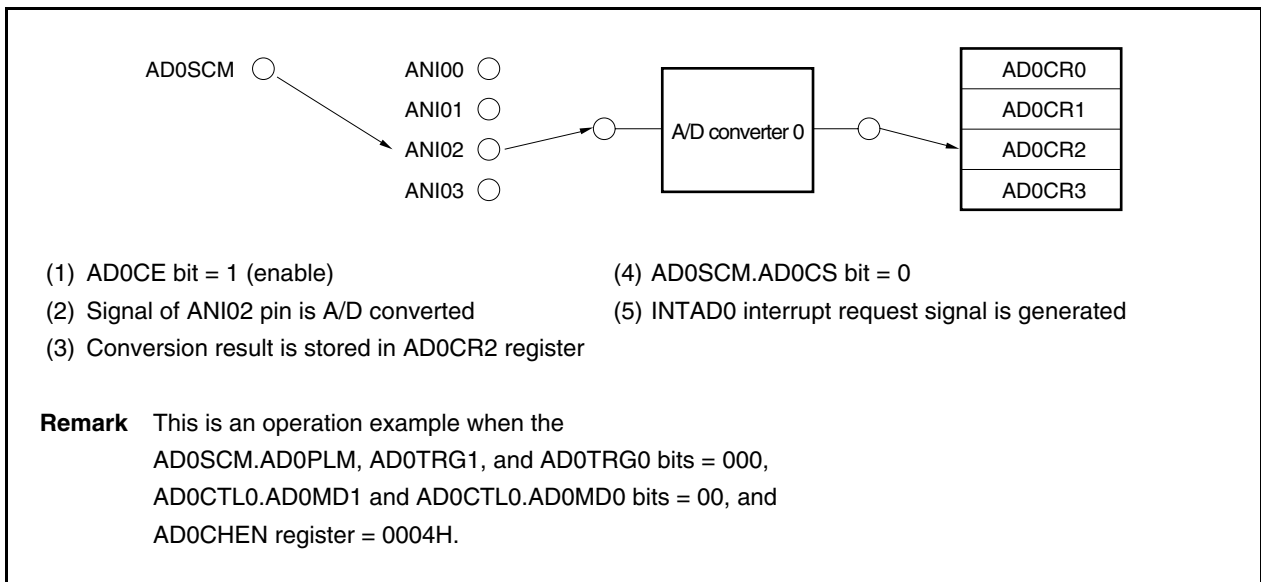 AD0SCM
ANI00
ANI01
ANI02
ANI03
A/D converter 0
AD0CR0
AD0CR1
AD0CR2
AD0CR3
(1) AD0CE bit = 1 (enable)
(2) Signal of ANI02 pin is A/D converted
(3) Conversion result is stored in AD0CR2 register
(4) AD0SCM.AD0CS bit = 0
(5) INTAD0 interrupt request signal is generated
Remark This is an operation example when the
AD0SCM.AD0PLM, AD0TRG1, and AD0TRG0 bits = 000,
AD0CTL0.AD0MD1 and AD0CTL0.AD0MD0 bits = 00, and
AD0CHEN register = 0004H.